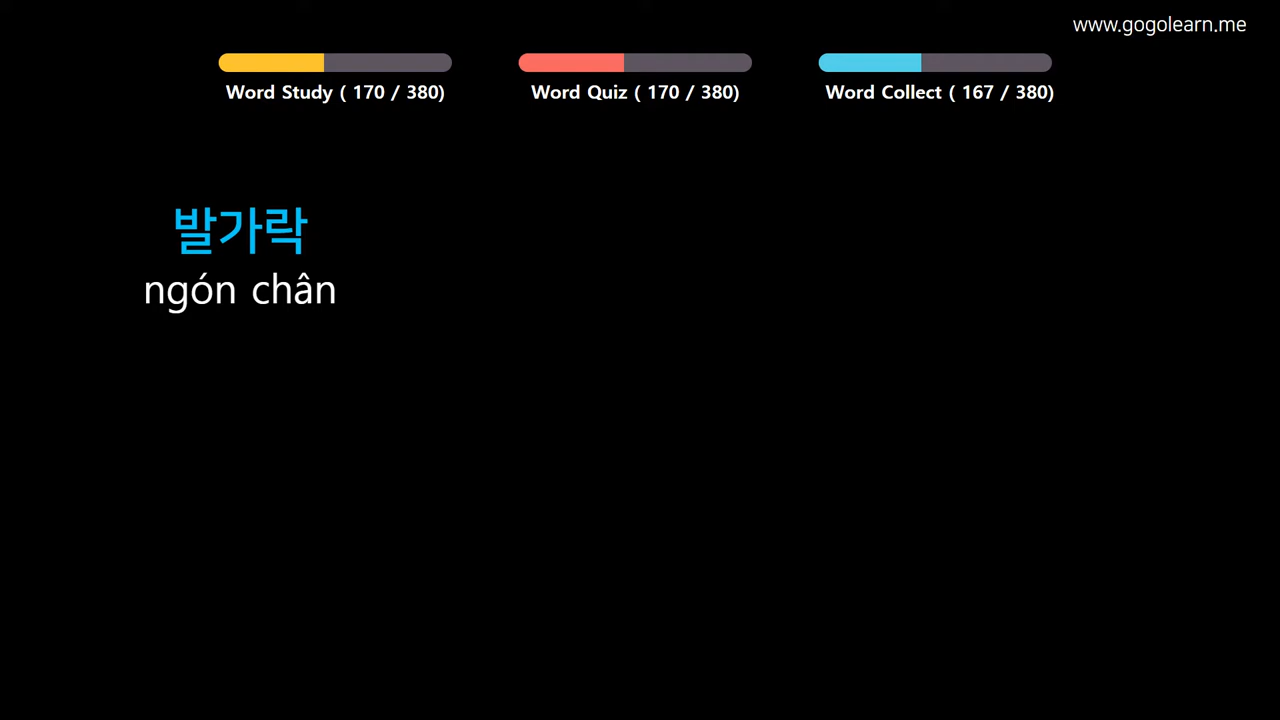 www.gogolearn.me
Word Study ( 170 / 380)
Word Quiz ( 170 / 380)
Word Collect ( 167 / 380)
발가락
ngón chân